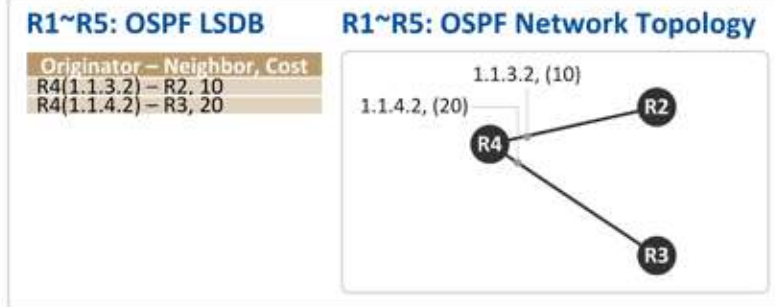 R1~R5: OSPF LSDB
Originator – Neighbor, Cost
R4(1.1.3.2) – R2, 10
R4(1.1.4.2) – R3, 20
R1~R5: OSPF Network Topology
1.1.3.2, (10)
1.1.4.2, (20)
R2
R4
R3